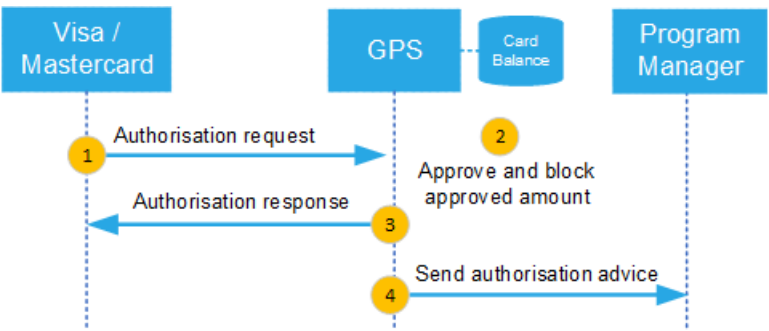 Visa /
Mastercard
GPS
Card
Balance
Program
Manager
Authorisation request
1
2
Approve and block
approved amount
Authorisation response
3
Send authorisation advice
4